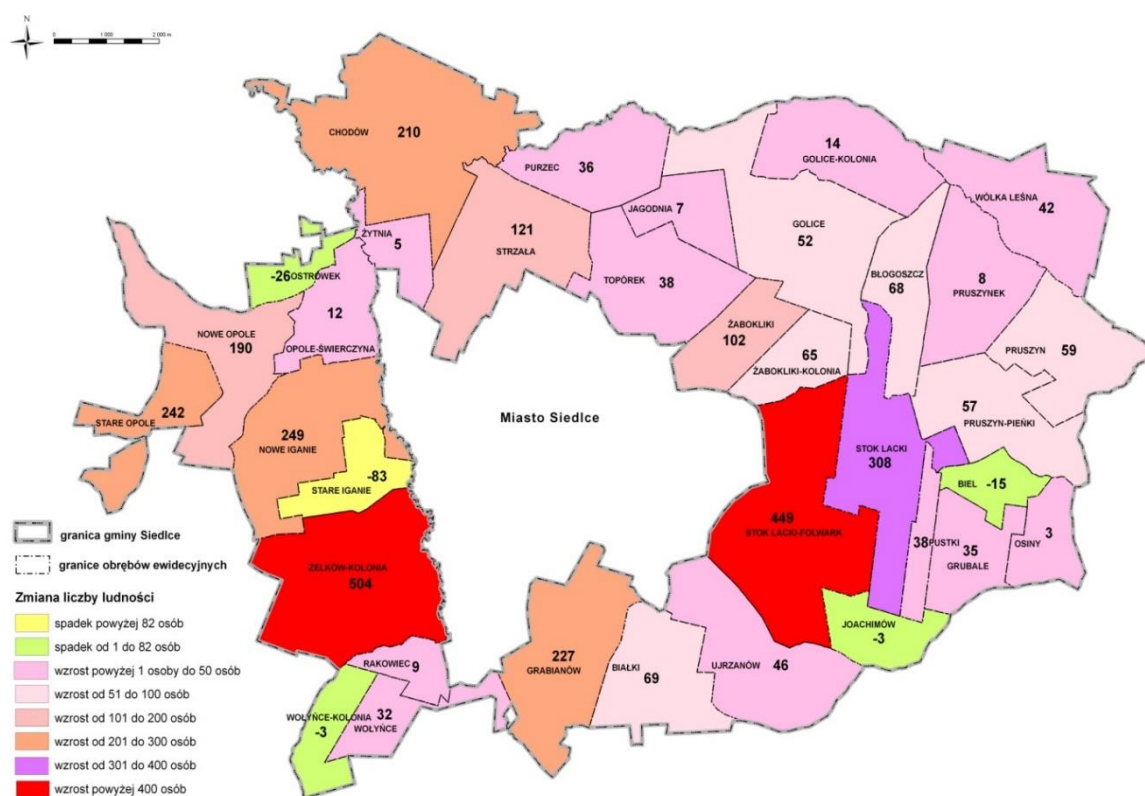 N
0
1 000
2 000 m
CHODÓW
210
PURZEC
36
14
GOLICE-KOLONIA
WÓLKA LEŚNA
42
ŻYTNIA
5
121
STRZAŁA
JAGODNIA 7
GOLICE
52
-26 OSTRÓWEK
TOPÓREK
38
BŁOGOSZCZ
68
8
PRUSZYNEK
12
OPOLE-ŚWIERCZYNA
NOWE OPOLE
190
ŻABOKLIKI
102
65
ŻABOKLIKI-KOLONIA
PRUSZYN
59
242
STARE OPOLE
Miasto Siedlce
57
PRUSZYN-PIEŃKI
249
NOWE IGANIE
-83
STARE IGANIE
STOK LACKI
308
BIEL
-15
449
STOK LACKI-FOLWARK
38 PUSTKI
35
GRUBALE
OSINY
3
ŻELKÓW-KOLONIA
504
JOACHIMÓW
-3
RAKOWIEC 9
227
GRABIANÓW
BIAŁKI
69
UJRZANÓW
46
WOŁYŃCE-KOLONIA
-3
32
WOŁYŃCE
granica gminy Siedlce
granice obrębów ewidecyjnych
Zmiana liczby ludności
spadek powyżej 82 osób
spadek od 1 do 82 osób
wzrost powyżej 1 osoby do 50 osób
wzrost od 51 do 100 osób
wzrost od 101 do 200 osób
wzrost od 201 do 300 osób
wzrost od 301 do 400 osób
wzrost powyżej 400 osób